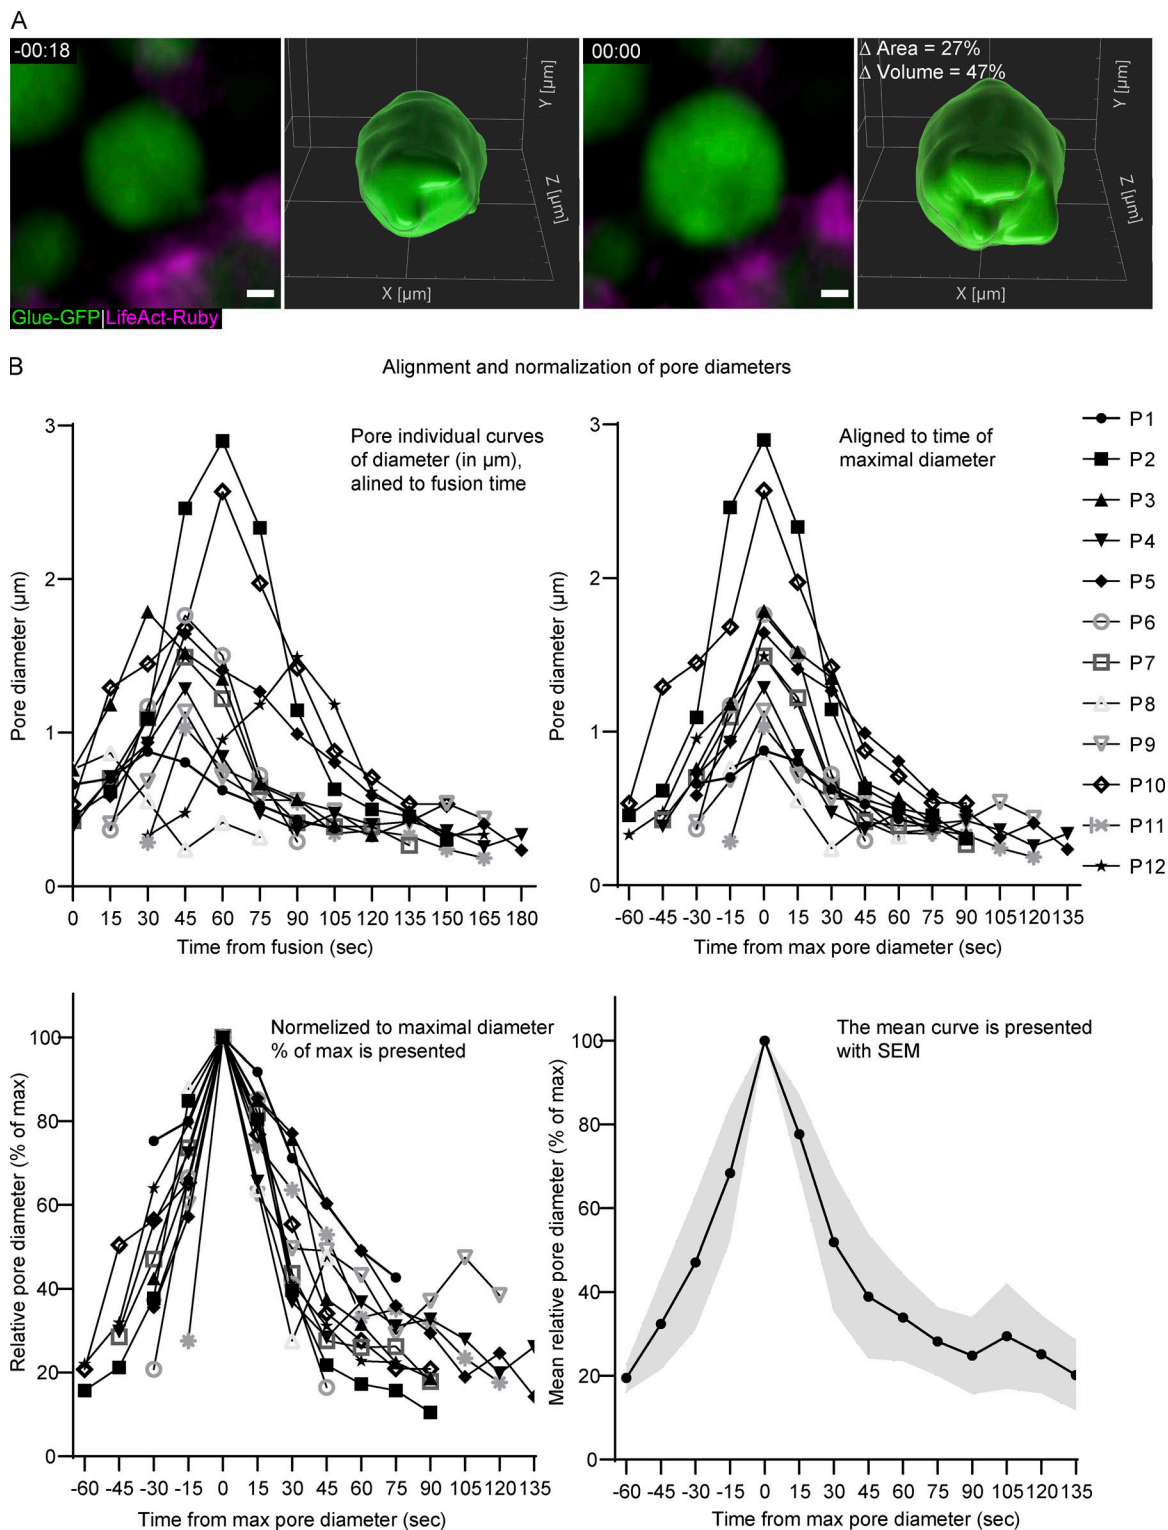 A
-00:18
Y [µm]
Z [µm]
X [µm]
00:00
Δ Area = 27%
Δ Volume = 47%
Y [µm]
Z [µm]
X [µm]
Glue-GFP|LifeAct-Ruby
B
Alignment and normalization of pore diameters
Pore individual curves
of diameter (in µm),
alined to fusion time
Pore diameter (µm)
3
2
1
0
0 15 30 45 60 75 90 105 120 135 150 165 180
Time from fusion (sec)
Aligned to time of
maximal diameter
Pore diameter (µm)
3
2
1
0
-60 -45 -30 -15 0 15 30 45 60 75 90 105 120 135
Time from max pore diameter (sec)
P1
P2
P3
P4
P5
P6
P7
P8
P9
P10
P11
P12
Normelized to maximal diameter
% of max is presented
Relative pore diameter (% of max)
100
80
60
40
20
0
-60 -45 -30 -15 0 15 30 45 60 75 90 105 120 135
Time from max pore diameter (sec)
The mean curve is presented
with SEM
Mean relative pore diameter (% of max)
100
80
60
40
20
0
-60 -45 -30 -15 0 15 30 45 60 75 90 105 120 135
Time from max pore diameter (sec)